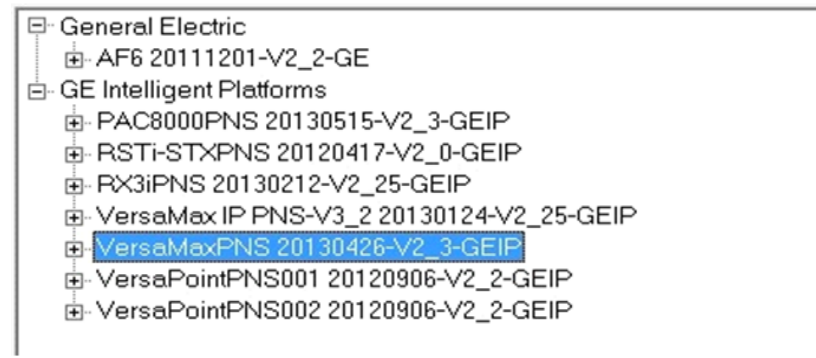 General Electric
AF6 20111201-V2_2-GE
GE Intelligent Platforms
PAC8000PNS 20130515-V2_3-GEIP
RSTi-STXPNS 20120417-V2_0-GEIP
RX3iPNS 20130212-V2_25-GEIP
VersaMax IP PNS-V3_2 20130124-V2_25-GEIP
VersaMaxPNS 20130426-V2_3-GEIP
VersaPointPNS001 20120906-V2_2-GEIP
VersaPointPNS002 20120906-V2_2-GEIP